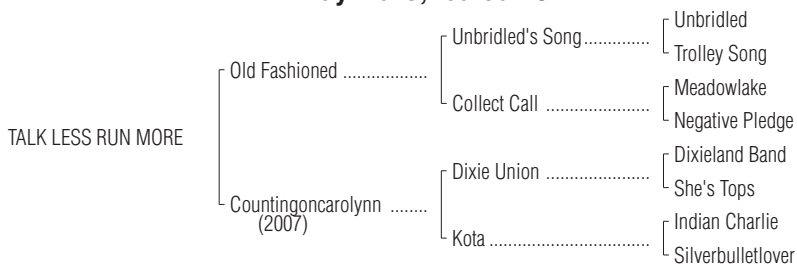 Unbridled
Unbridled's Song..............
Trolley Song
Old Fashioned ..................
Meadowlake
Collect Call ......................
Negative Pledge
TALK LESS RUN MORE
Dixieland Band
Dixie Union ......................
She's Tops
Countingoncarolynn ........
(2007)
Indian Charlie
Kota ..................................
Silverbulletlover